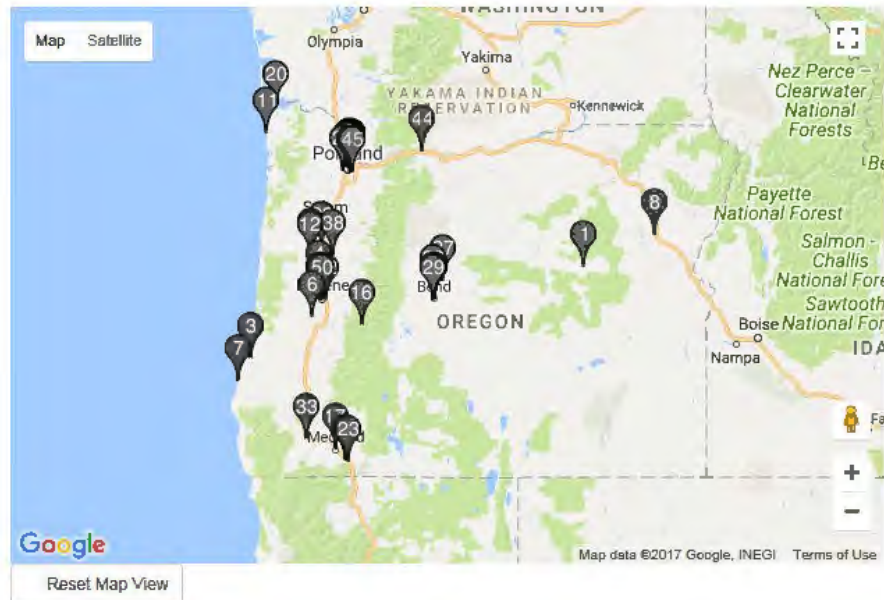 WASHINGTON
Map Satellite
Olympia
Yakima
20
YAKAMA INDIAN
RESERVATION
Kennewick
Nez Perce -
Clearwater
National
Forests
11
44
45
Portland
Payette
National Forest
8
12
38
1
Salmon -
Challis
National Fore
50
29
6
16
Bend
Sawtooth
National For
3
OREGON
Boise
7
Nampa
IDA
33
17
23
Fa
+
−
Google
Map data ©2017 Google, INEGI Terms of Use
Reset Map View